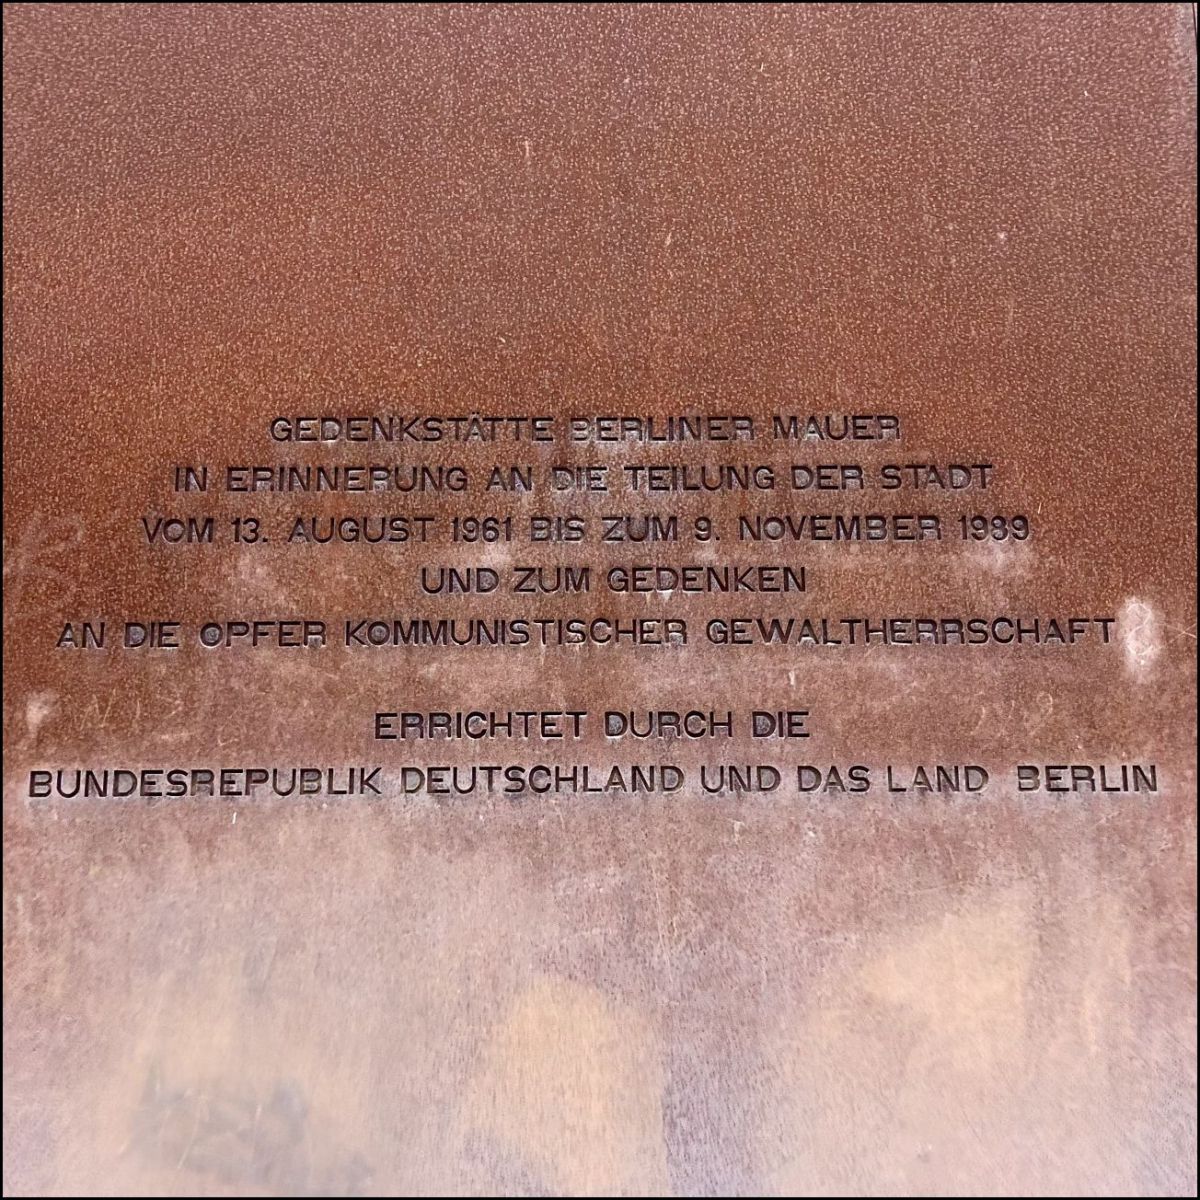 GEDENKSTÄTTE BERLINER MAUER
IN ERINNERUNG AN DIE TEILUNG DER STADT
VOM 13. AUGUST 1961 BIS ZUM 9. NOVEMBER 1989
UND ZUM GEDENKEN
AN DIE OPFER KOMMUNISTISCHER GEWALTHERRSCHAFT
ERRICHTET DURCH DIE
BUNDESREPUBLIK DEUTSCHLAND UND DAS LAND BERLIN